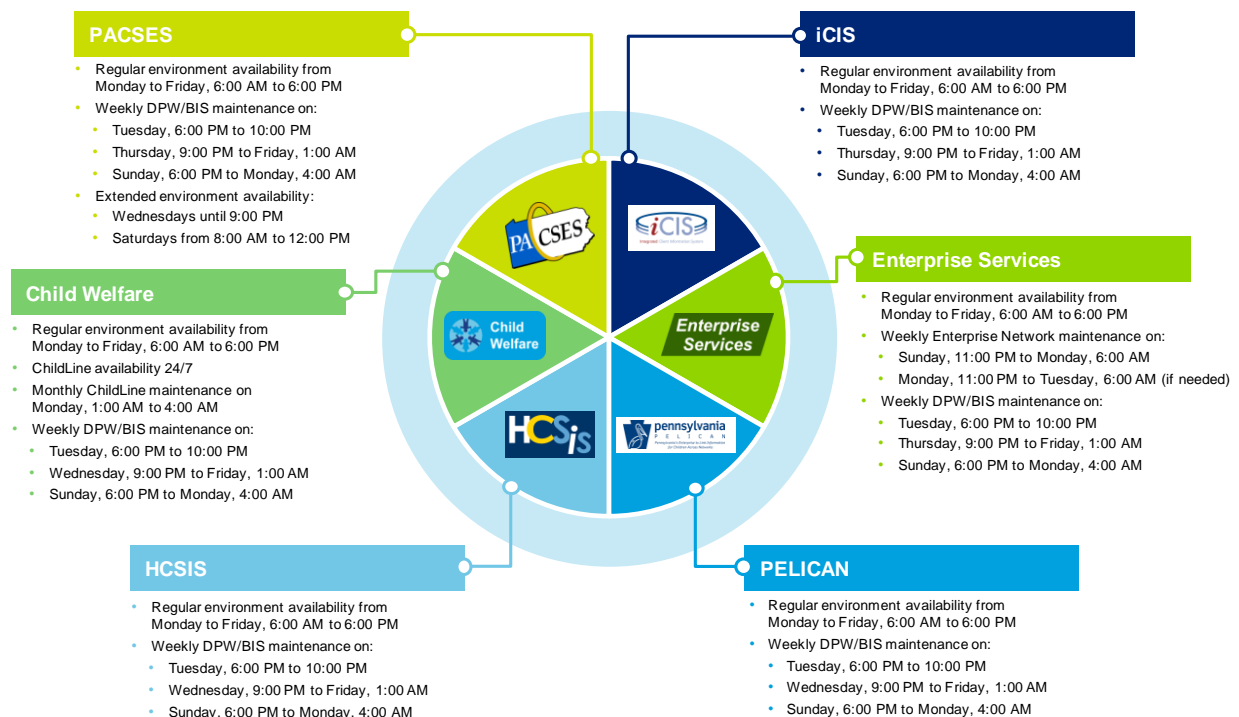 PACSES
• Regular environment availability from
Monday to Friday, 6:00 AM to 6:00 PM
• Weekly DPW/BIS maintenance on:
• Tuesday, 6:00 PM to 10:00 PM
• Thursday, 9:00 PM to Friday, 1:00 AM
• Sunday, 6:00 PM to Monday, 4:00 AM
• Extended environment availability:
• Wednesdays until 9:00 PM
• Saturdays from 8:00 AM to 12:00 PM
iCIS
• Regular environment availability from
Monday to Friday, 6:00 AM to 6:00 PM
• Weekly DPW/BIS maintenance on:
• Tuesday, 6:00 PM to 10:00 PM
• Thursday, 9:00 PM to Friday, 1:00 AM
• Sunday, 6:00 PM to Monday, 4:00 AM
Child Welfare
• Regular environment availability from
Monday to Friday, 6:00 AM to 6:00 PM
• ChildLine availability 24/7
• Monthly ChildLine maintenance on
Monday, 1:00 AM to 4:00 AM
• Weekly DPW/BIS maintenance on:
• Tuesday, 6:00 PM to 10:00 PM
• Wednesday, 9:00 PM to Friday, 1:00 AM
• Sunday, 6:00 PM to Monday, 4:00 AM
PACSES
iCIS
Integrated Client Information System
Child
Welfare
Enterprise
Services
HCSiS
pennsylvania
PELICAN
Pennsylvania's Enterprise to Link Information
for Children Across Networks
Enterprise Services
• Regular environment availability from
Monday to Friday, 6:00 AM to 6:00 PM
• Weekly Enterprise Network maintenance on:
• Sunday, 11:00 PM to Monday, 6:00 AM
• Monday, 11:00 PM to Tuesday, 6:00 AM (if needed)
• Weekly DPW/BIS maintenance on:
• Tuesday, 6:00 PM to 10:00 PM
• Thursday, 9:00 PM to Friday, 1:00 AM
• Sunday, 6:00 PM to Monday, 4:00 AM
HCSIS
• Regular environment availability from
Monday to Friday, 6:00 AM to 6:00 PM
• Weekly DPW/BIS maintenance on:
• Tuesday, 6:00 PM to 10:00 PM
• Wednesday, 9:00 PM to Friday, 1:00 AM
• Sunday, 6:00 PM to Monday, 4:00 AM
PELICAN
• Regular environment availability from
Monday to Friday, 6:00 AM to 6:00 PM
• Weekly DPW/BIS maintenance on:
• Tuesday, 6:00 PM to 10:00 PM
• Wednesday, 9:00 PM to Friday, 1:00 AM
• Sunday, 6:00 PM to Monday, 4:00 AM